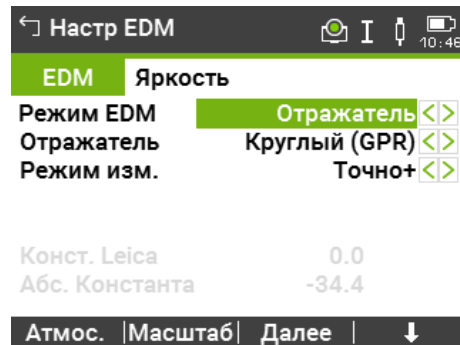 Настр EDM I 10:46
EDM Яркость
Режим EDM Отражатель
Отражатель Круглый (GPR)
Режим изм. Точно+
Конст. Leica 0.0
Абс. Константа -34.4
Атмос. Масштаб Далее